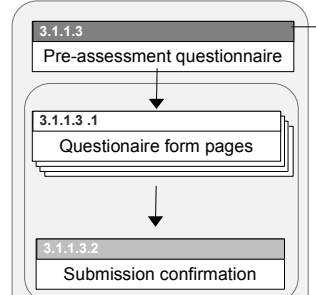 3.1.1.3
Pre-assessment questionnaire
3.1.1.3 .1
Questionaire form pages
3.1.1.3.2
Submission confirmation